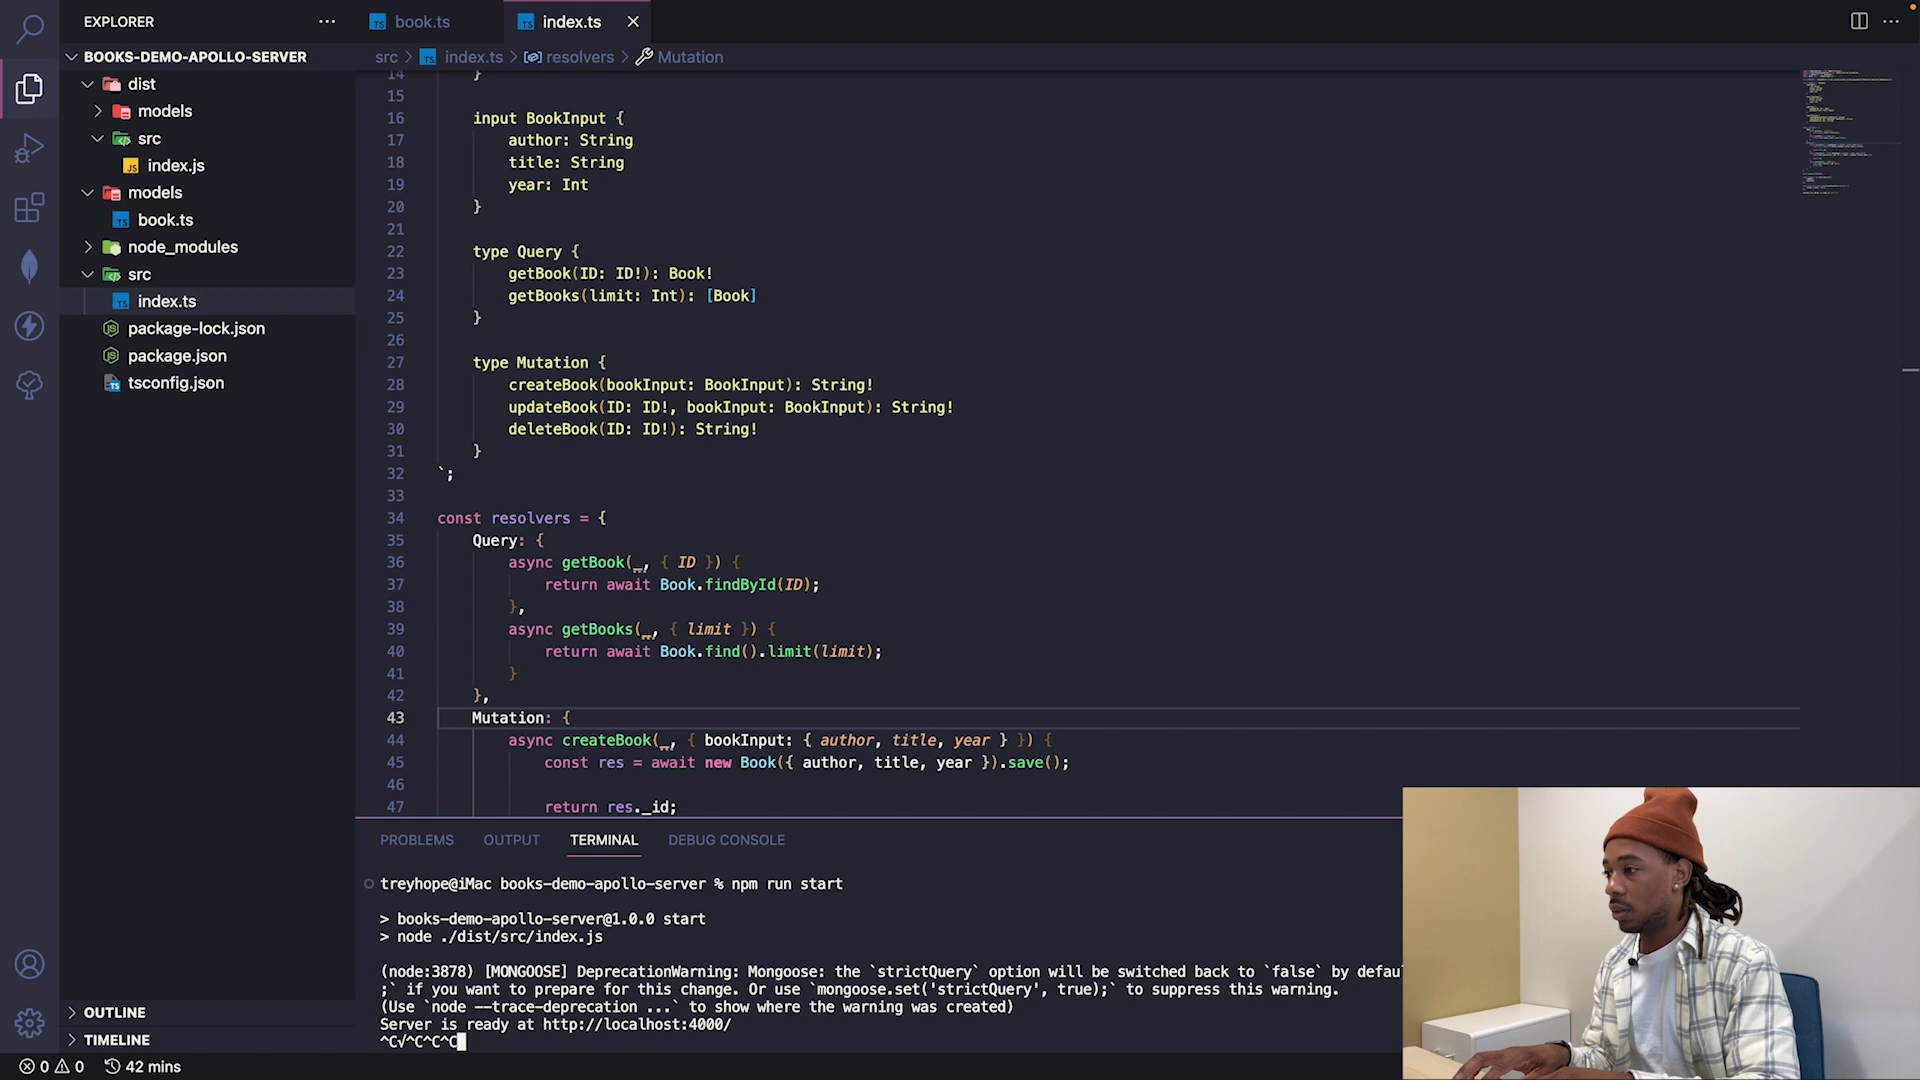 EXPLORER
book.ts
index.ts
BOOKS-DEMO-APOLLO-SERVER
src
index.ts
resolvers
Mutation
dist
models
src
index.js
models
book.ts
node_modules
src
index.ts
package-lock.json
package.json
tsconfig.json
OUTLINE
TIMELINE
14 }
15
16 input BookInput {
17 author: String
18 title: String
19 year: Int
20 }
21
22 type Query {
23 getBook(ID: ID!): Book!
24 getBooks(limit: Int): [Book]
25 }
26
27 type Mutation {
28 createBook(bookInput: BookInput): String!
29 updateBook(ID: ID!, bookInput: BookInput): String!
30 deleteBook(ID: ID!): String!
31 }
32 `;
33
34 const resolvers = {
35 Query: {
36 async getBook(_, { ID }) {
37 return await Book.findById(ID);
38 },
39 async getBooks(_, { limit }) {
40 return await Book.find().limit(limit);
41 }
42 },
43 Mutation: {
44 async createBook(_, { bookInput: { author, title, year } }) {
45 const res = await new Book({ author, title, year }).save();
46
47 return res._id;
PROBLEMS OUTPUT TERMINAL DEBUG CONSOLE
treyhope@iMac books-demo-apollo-server % npm run start
> books-demo-apollo-server@1.0.0 start
> node ./dist/src/index.js
(node:3878) [MONGOOSE] DeprecationWarning: Mongoose: the `strictQuery` option will be switched back to `false` by defau
;` if you want to prepare for this change. Or use `mongoose.set('strictQuery', true);` to suppress this warning.
(Use `node --trace-deprecation ...` to show where the warning was created)
Server is ready at http://localhost:4000/
^C√^C^C^C
0 0 42 mins